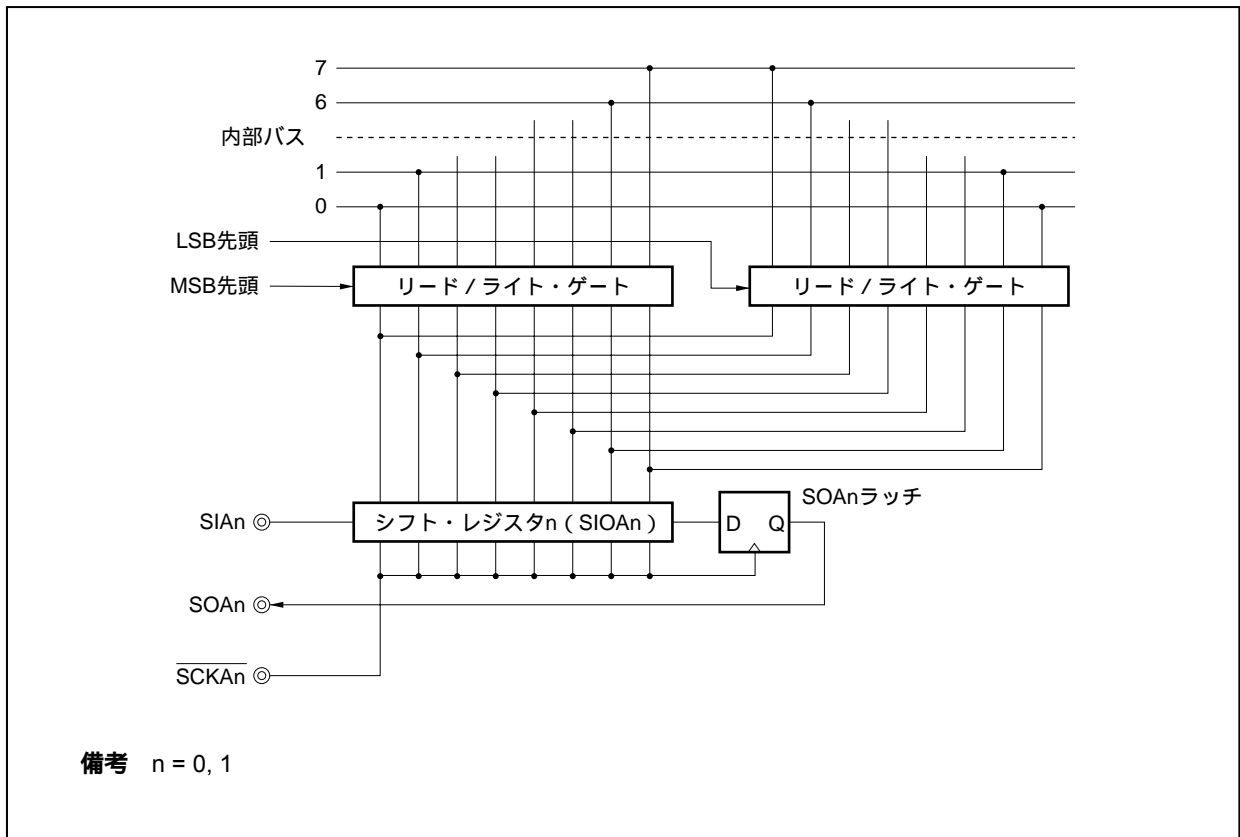 7
6
内部バス
1
0
LSB先頭
MSB先頭
リード / ライト・ゲート
リード / ライト・ゲート
SOAnラッチ
SIAn
シフト・レジスタn（SIOAn）
D Q
SOAn
SCKAn
備考 n = 0, 1